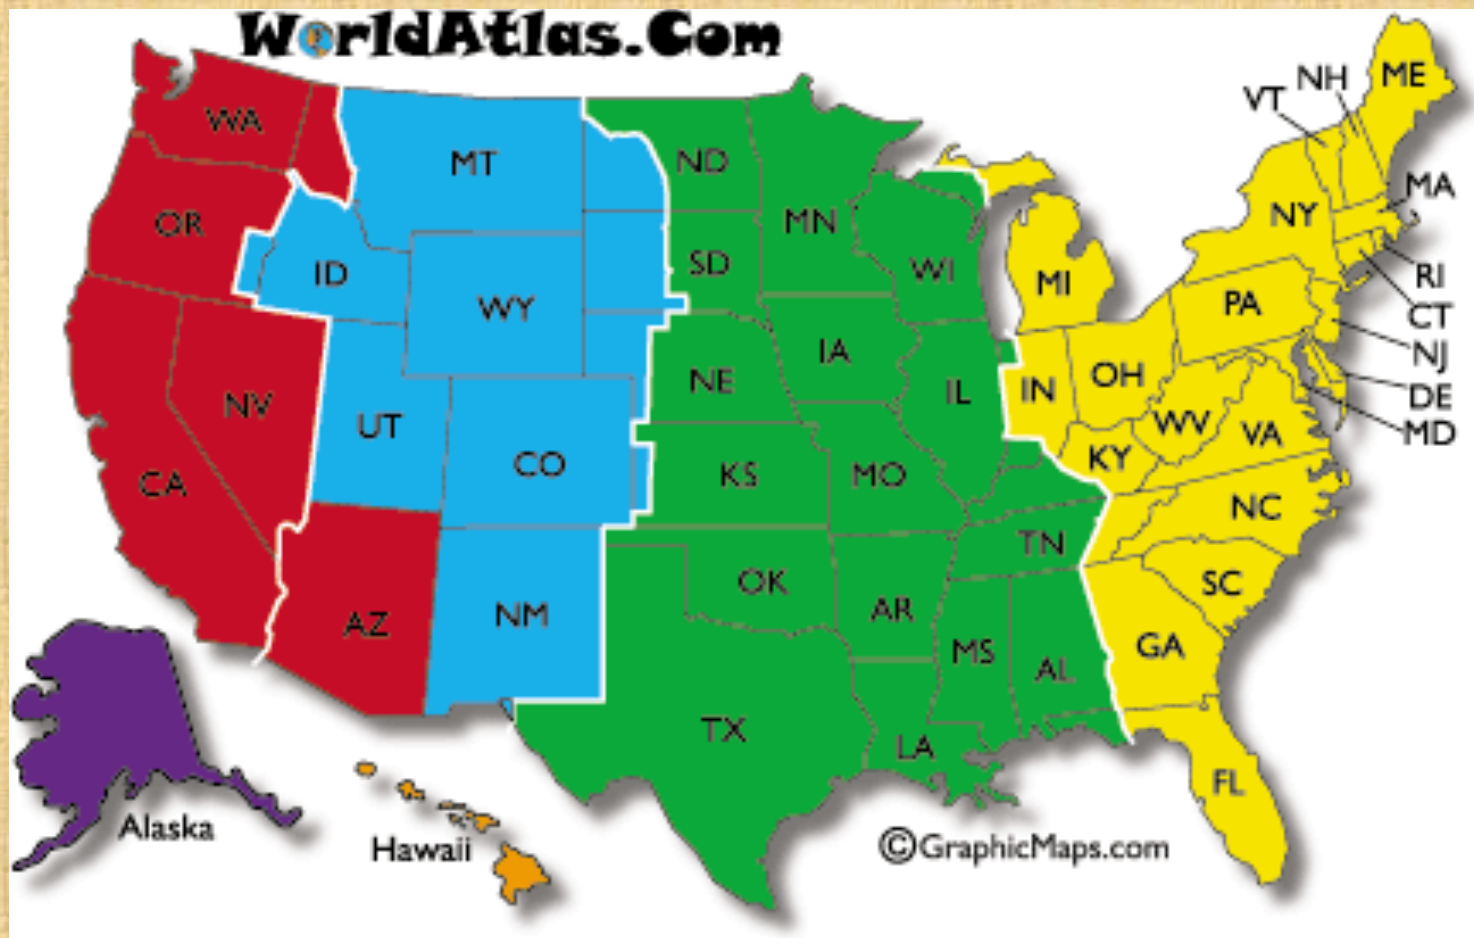 WorldAtlas.Com
WA
MT
ND
MN
ME
NH
VT
MA
OR
ID
SD
WI
NY
MI
RI
WY
PA
CT
NJ
IA
NE
NV
UT
IL
IN
OH
DE
MD
WV
VA
CA
CO
KS
MO
KY
NC
TN
OK
AR
SC
AZ
NM
MS
AL
GA
TX
LA
FL
Alaska
Hawaii
©GraphicMaps.com